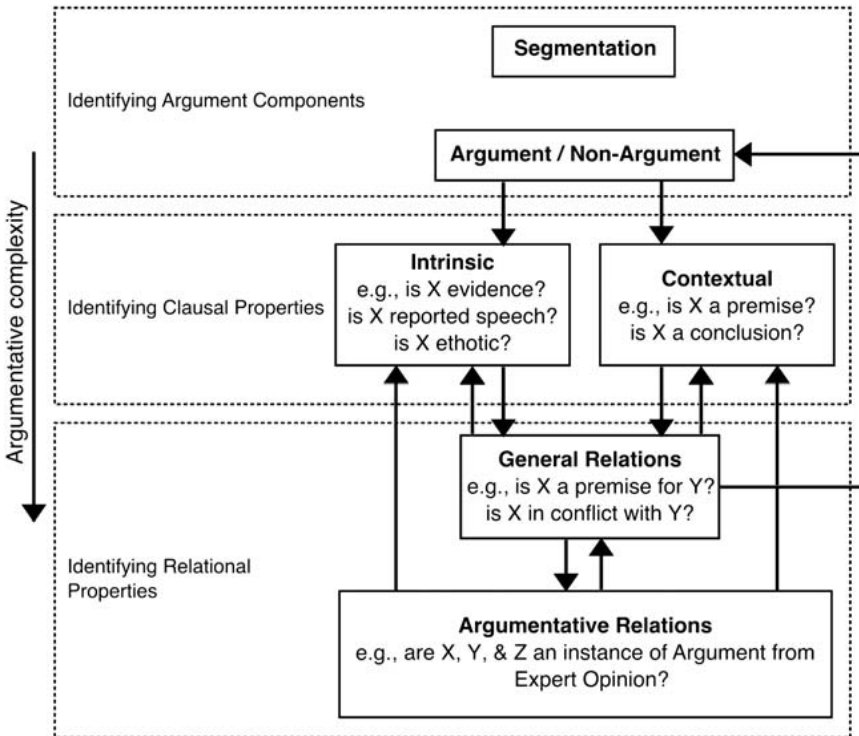 Segmentation
Identifying Argument Components
Argument / Non-Argument
Argumentative complexity
Identifying Clausal Properties
Intrinsic
e.g., is X evidence?
is X reported speech?
is X ethotic?
Contextual
e.g., is X a premise?
is X a conclusion?
General Relations
e.g., is X a premise for Y?
is X in conflict with Y?
Identifying Relational
Properties
Argumentative Relations
e.g., are X, Y, & Z an instance of Argument from
Expert Opinion?